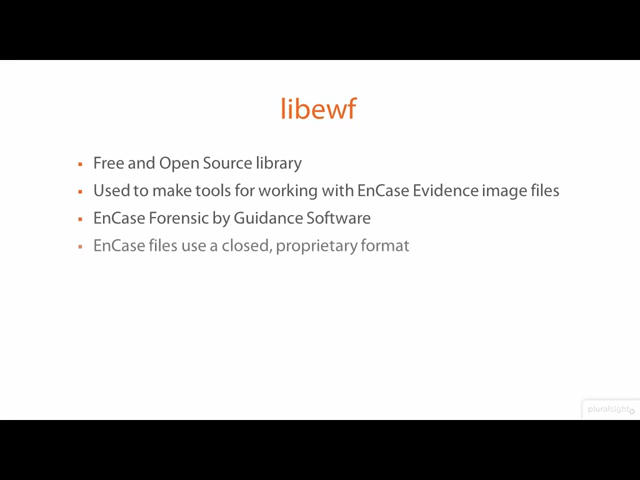 libewf
Free and Open Source library
Used to make tools for working with EnCase Evidence image files
EnCase Forensic by Guidance Software
EnCase files use a closed, proprietary format
pluralsight